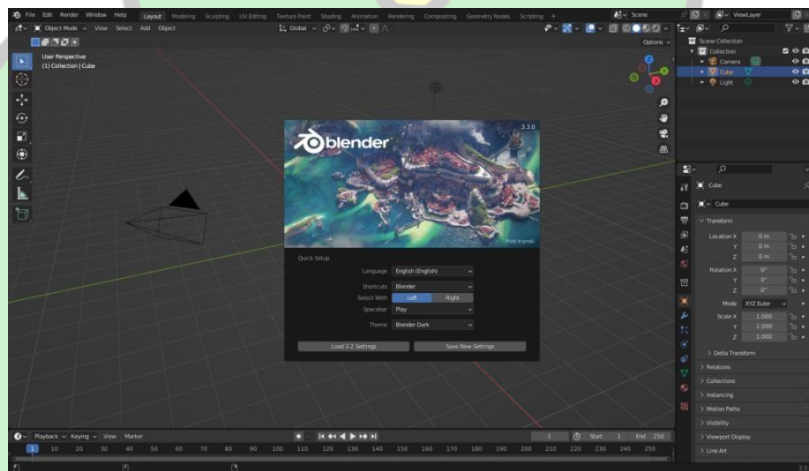 File Edit Render Window Help Layout Modeling Sculpting UV Editing Texture Paint Shading Animation Rendering Compositing Geometry Nodes Scripting + Scene ViewLayer
Object Mode View Select Add Object Global
Options
User Perspective
(1) Collection | Cube
Scene Collection
Collection
Camera
Cube
Light
3.3.0
blender
Quick Setup
Language English (English)
Shortcuts Blender
Select With Left Right
Spacebar Play
Theme Blender Dark
Load 3.2 Settings Save New Settings
Cube
Cube
Transform
Location X 0 m
Y 0 m
Z 0 m
Rotation X 0°
Y 0°
Z 0°
Mode XYZ Euler
Scale X 1.000
Y 1.000
Z 1.000
Delta Transform
Relations
Collections
Instancing
Motion Paths
Visibility
Viewport Display
Line Art
Playback Keying View Marker 1 Start 1 End 250
1 10 20 30 40 50 60 70 80 90 100 110 120 130 140 150 160 170 180 190 200 210 220 230 240 250